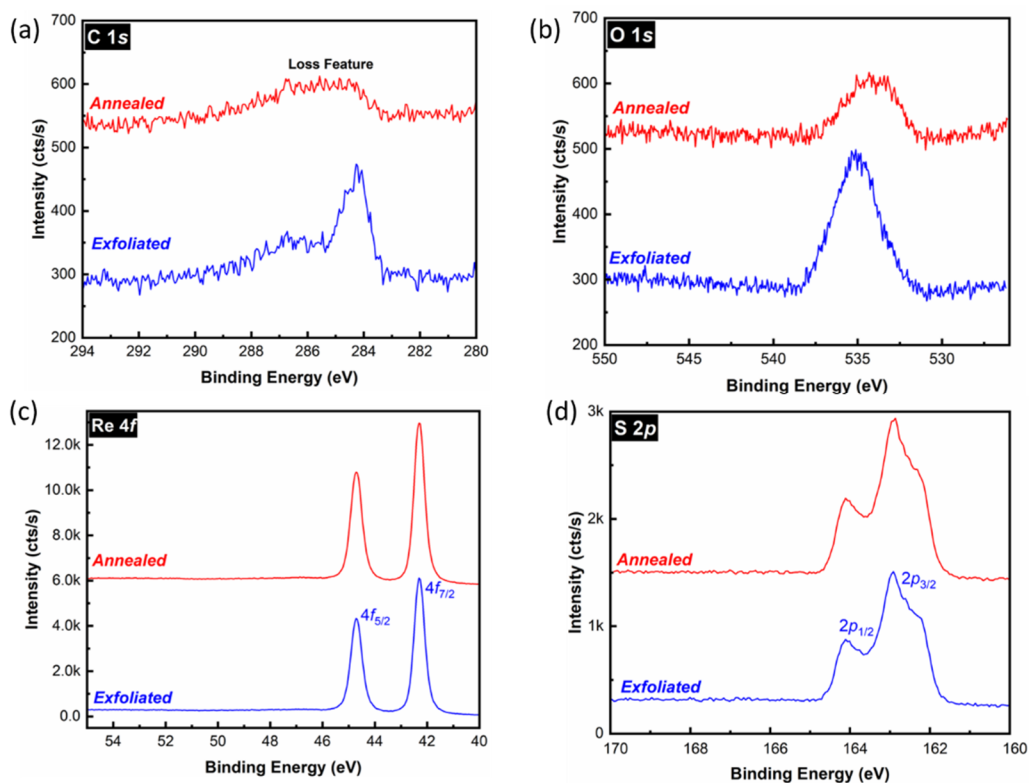 (a)
C 1s
700
600
500
400
300
200
Loss Feature
Annealed
Exfoliated
Intensity (cts/s)
294 292 290 288 286 284 282 280
Binding Energy (eV)
(b)
O 1s
700
600
500
400
300
200
Annealed
Exfoliated
Intensity (cts/s)
550 545 540 535 530
Binding Energy (eV)
(c)
Re 4f
12.0k
10.0k
8.0k
6.0k
4.0k
2.0k
0.0
Annealed
4f5/2
4f7/2
Exfoliated
Intensity (cts/s)
54 52 50 48 46 44 42 40
Binding Energy (eV)
(d)
S 2p
3k
2k
1k
0
Annealed
2p3/2
2p1/2
Exfoliated
Intensity (cts/s)
170 168 166 164 162 160
Binding Energy (eV)